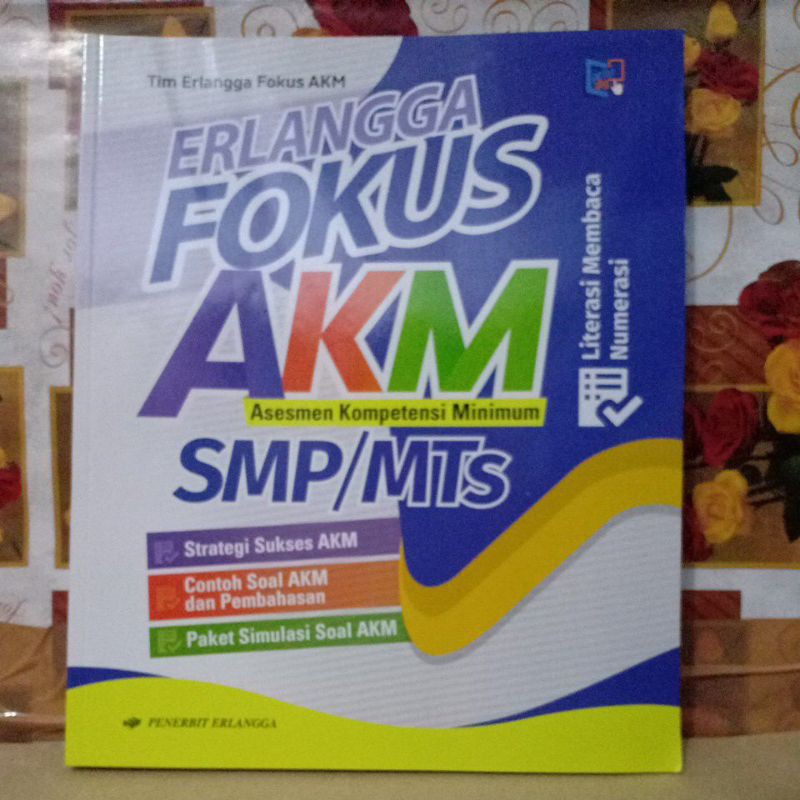 Tim Erlangga Fokus AKM
ERLANGGA
FOKUS
AKM
Asesmen Kompetensi Minimum
SMP/MTs
Literasi Membaca
Numerasi
Strategi Sukses AKM
Contoh Soal AKM
dan Pembahasan
Paket Simulasi Soal AKM
PENERBIT ERLANGGA